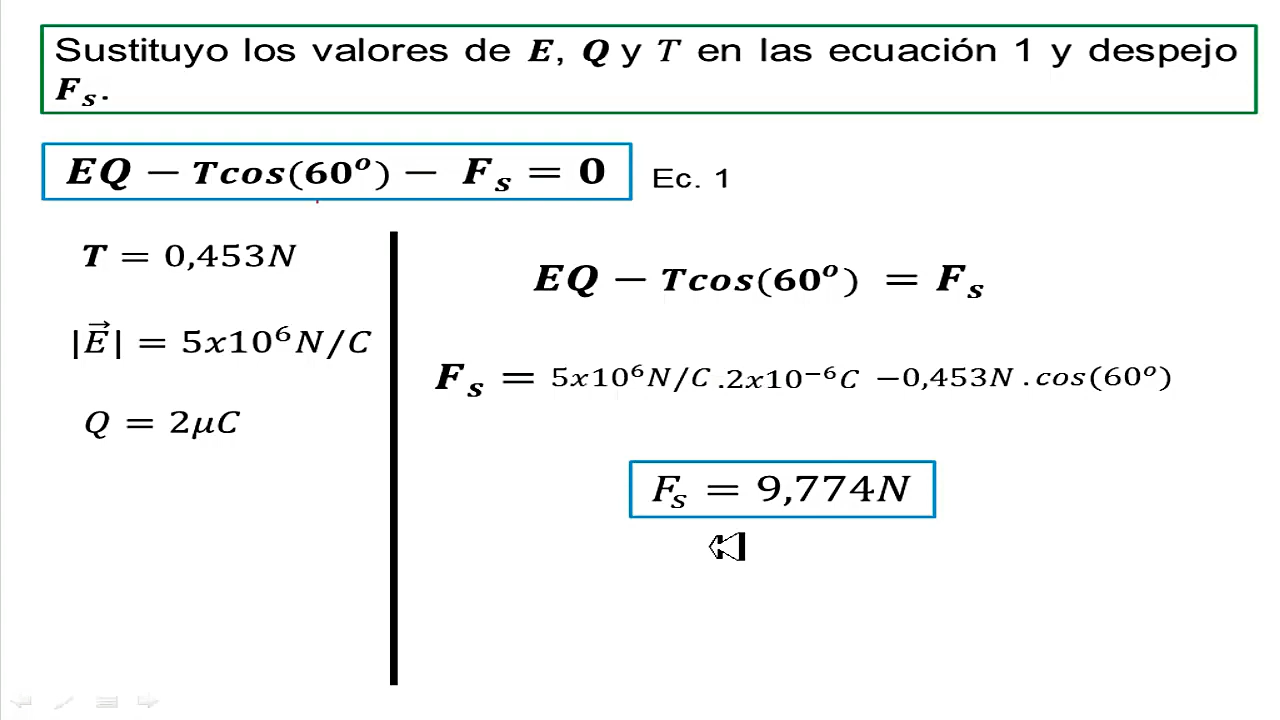 Sustituyo los valores de E, Q y T en las ecuación 1 y despejo
Fₛ.
EQ − Tcos(60º) − Fₛ = 0 Ec. 1
T = 0,453N
|E⃗| = 5x10⁶N/C
Q = 2μC
EQ − Tcos(60º) = Fₛ
Fₛ = 5x10⁶N/C .2x10⁻⁶C −0,453N . cos(60º)
Fₛ = 9,774N